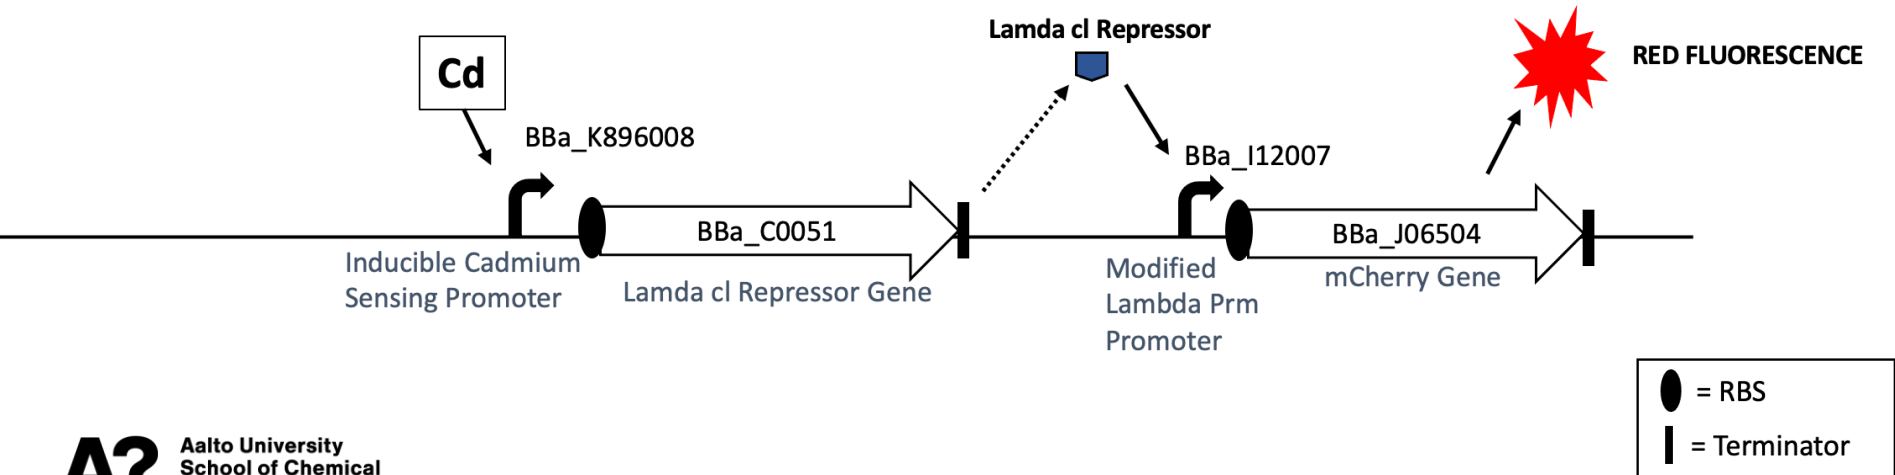 Lamda cl Repressor
RED FLUORESCENCE
Cd
BBa_K896008
BBa_I12007
BBa_C0051
BBa_J06504
Inducible Cadmium
Sensing Promoter
Lamda cl Repressor Gene
Modified
Lambda Prm
Promoter
mCherry Gene
= RBS
= Terminator
A?
Aalto University
School of Chemical